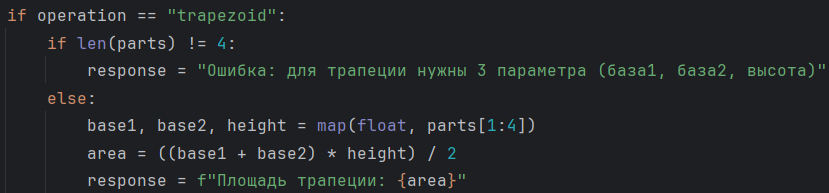 if operation == "trapezoid":
    if len(parts) != 4:
        response = "Ошибка: для трапеции нужны 3 параметра (база1, база2, высота)"
    else:
        base1, base2, height = map(float, parts[1:4])
        area = ((base1 + base2) * height) / 2
        response = f"Площадь трапеции: {area}"